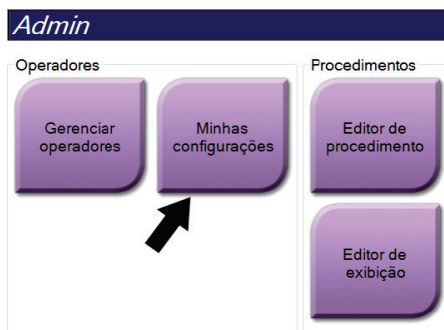 Admin
Operadores
Gerenciar
operadores
Minhas
configurações
Procedimentos
Editor de
procedimento
Editor de
exibição